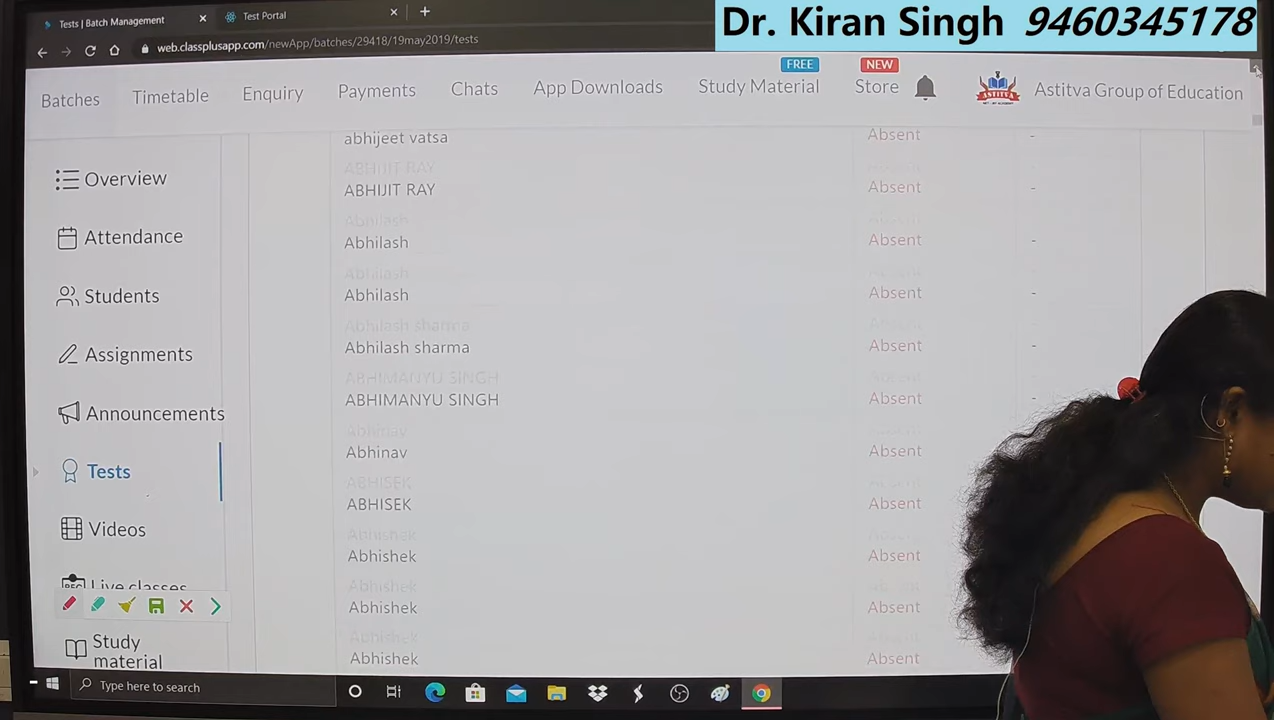 Tests | Batch Management
Test Portal
Dr. Kiran Singh 9460345178
web.classplusapp.com/newApp/batches/29418/19may2019/tests
FREE
NEW
Batches Timetable Enquiry Payments Chats App Downloads Study Material Store Astitva Group of Education
ASTITVA
abhijeet vatsa Absent -
Overview
ABHIJIT RAY Absent -
Attendance
Abhilash Absent -
Students
Abhilash Absent -
Assignments
Abhilash sharma Absent -
ABHIMANYU SINGH Absent -
Announcements
Abhinav Absent
Tests
ABHISEK Absent
Videos
Abhishek Absent
Live classes
Abhishek Absent
Study
material
Abhishek Absent
Type here to search